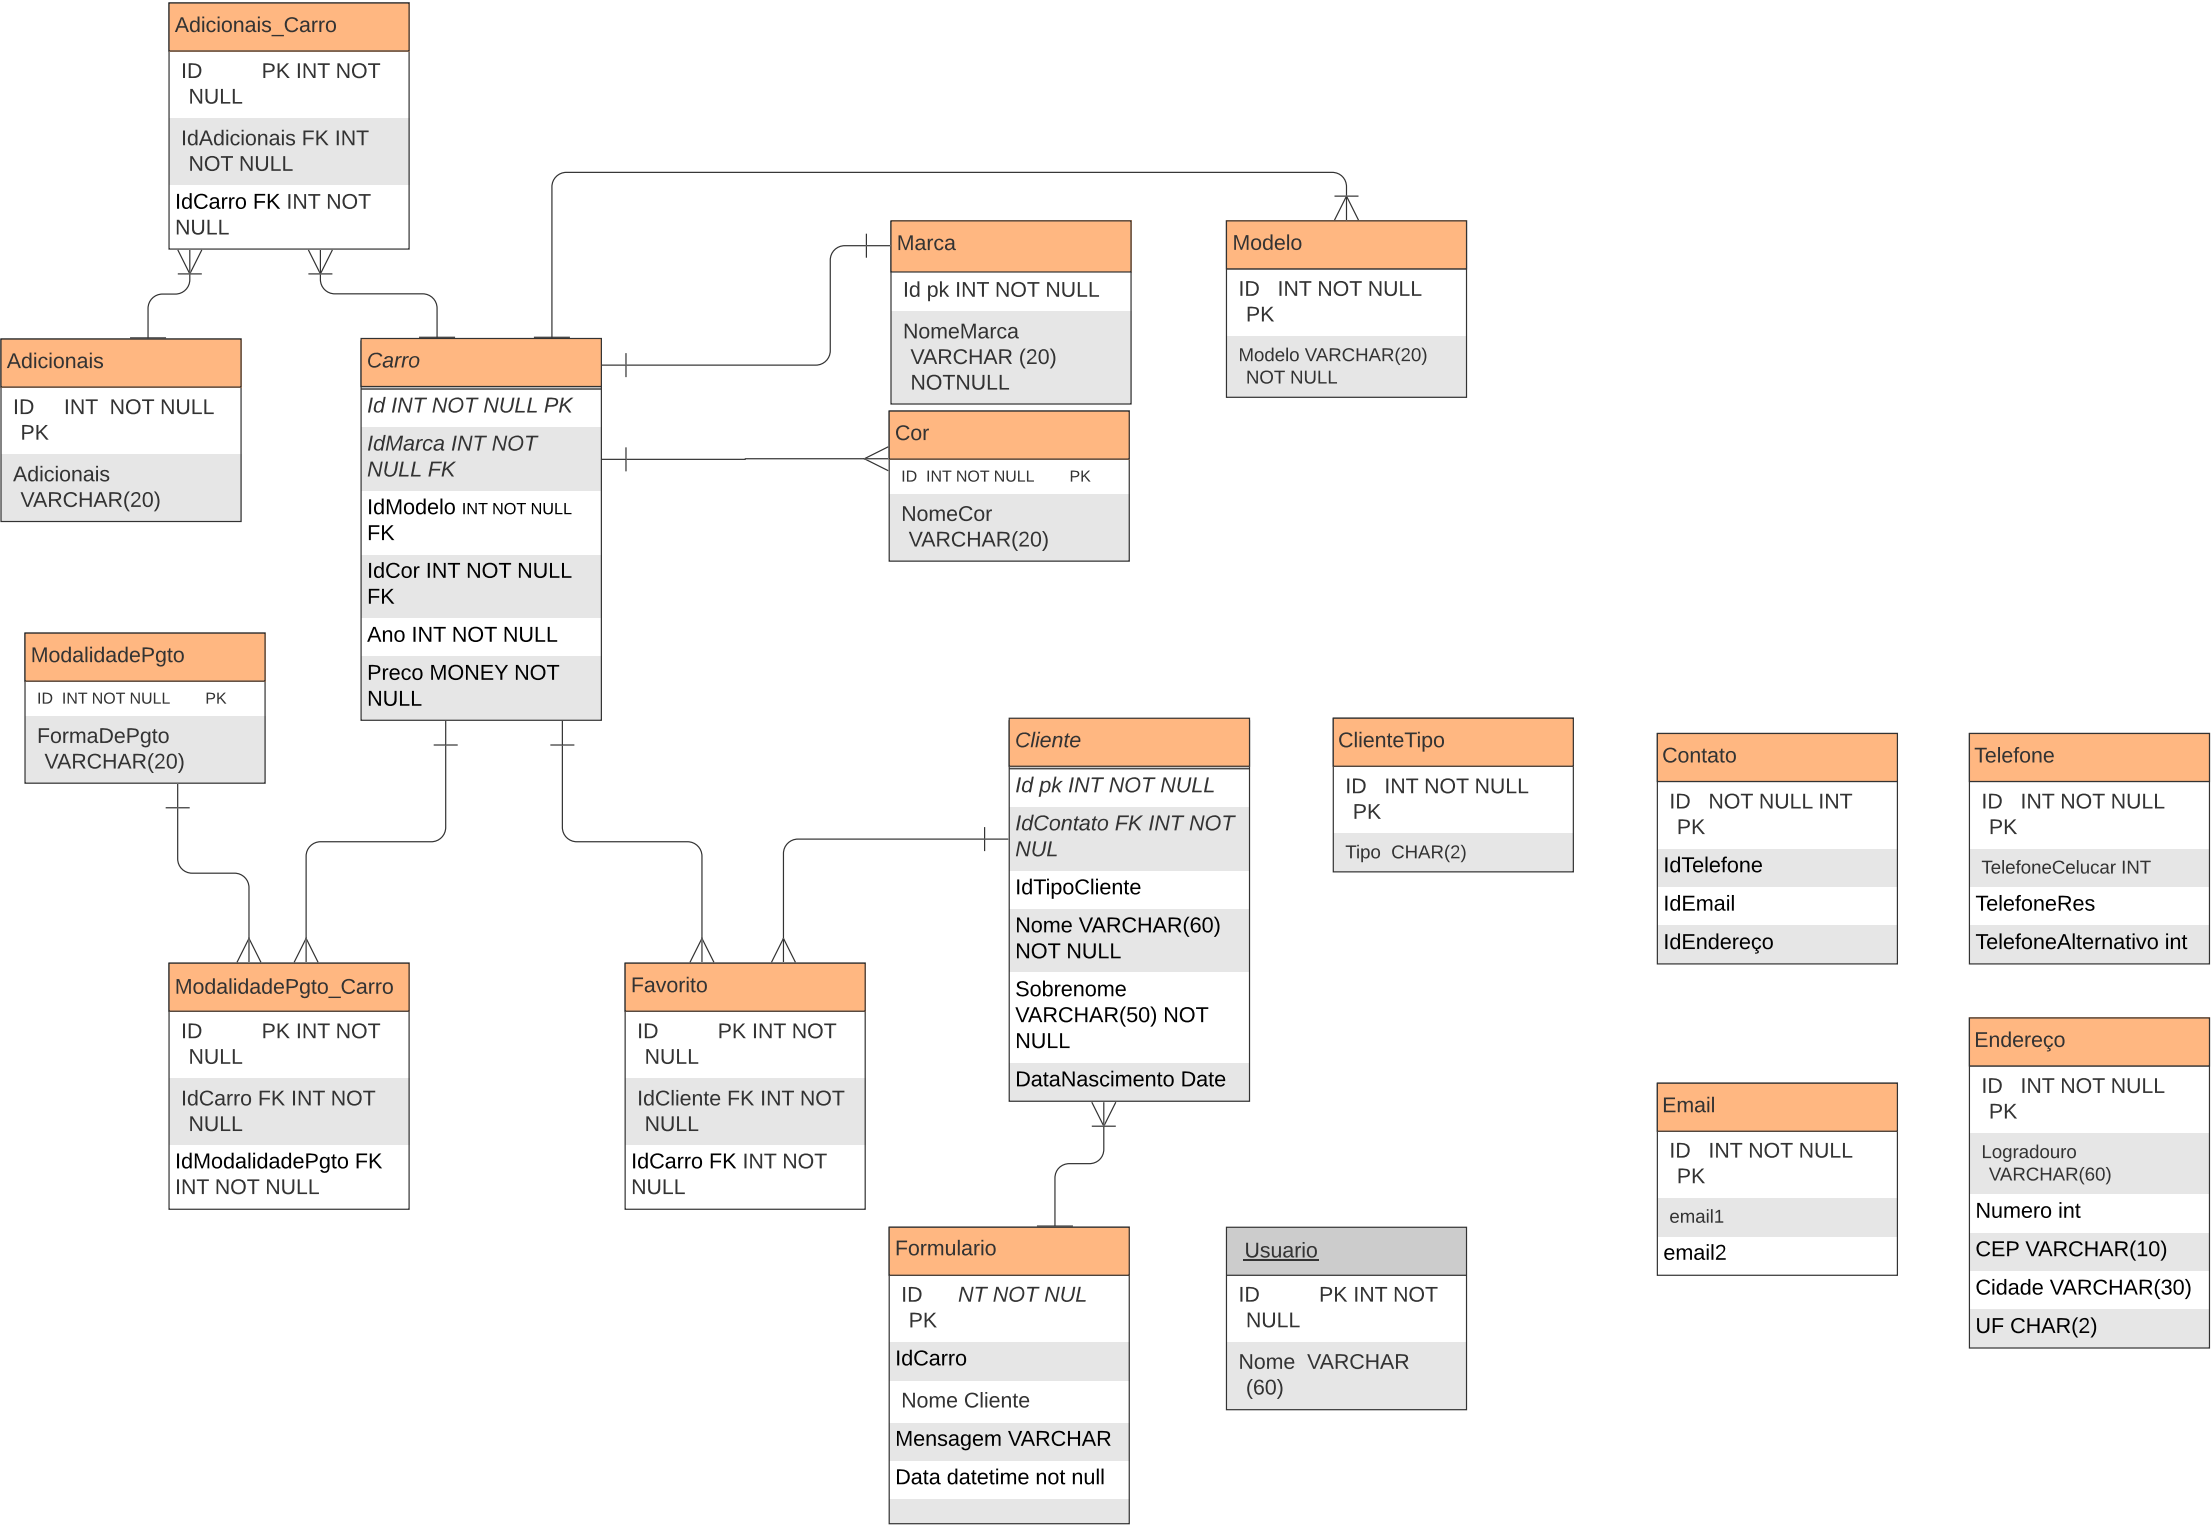 Adicionais_Carro
ID PK INT NOT
NULL
IdAdicionais FK INT
NOT NULL
IdCarro FK INT NOT
NULL
Marca
Id pk INT NOT NULL
NomeMarca
VARCHAR (20)
NOTNULL
Modelo
ID INT NOT NULL
PK
Modelo VARCHAR(20)
NOT NULL
Adicionais
ID INT NOT NULL
PK
Adicionais
VARCHAR(20)
Carro
Id INT NOT NULL PK
IdMarca INT NOT
NULL FK
IdModelo INT NOT NULL
FK
IdCor INT NOT NULL
FK
Ano INT NOT NULL
Preco MONEY NOT
NULL
Cor
ID INT NOT NULL PK
NomeCor
VARCHAR(20)
ModalidadePgto
ID INT NOT NULL PK
FormaDePgto
VARCHAR(20)
Cliente
Id pk INT NOT NULL
IdContato FK INT NOT
NUL
IdTipoCliente
Nome VARCHAR(60)
NOT NULL
Sobrenome
VARCHAR(50) NOT
NULL
DataNascimento Date
ClienteTipo
ID INT NOT NULL
PK
Tipo CHAR(2)
Contato
ID NOT NULL INT
PK
IdTelefone
IdEmail
IdEndereço
Telefone
ID INT NOT NULL
PK
TelefoneCelucar INT
TelefoneRes
TelefoneAlternativo int
ModalidadePgto_Carro
ID PK INT NOT
NULL
IdCarro FK INT NOT
NULL
IdModalidadePgto FK
INT NOT NULL
Favorito
ID PK INT NOT
NULL
IdCliente FK INT NOT
NULL
IdCarro FK INT NOT
NULL
Email
ID INT NOT NULL
PK
email1
email2
Endereço
ID INT NOT NULL
PK
Logradouro
VARCHAR(60)
Numero int
CEP VARCHAR(10)
Cidade VARCHAR(30)
UF CHAR(2)
Formulario
ID NT NOT NUL
PK
IdCarro
Nome Cliente
Mensagem VARCHAR
Data datetime not null
Usuario
ID PK INT NOT
NULL
Nome VARCHAR
(60)